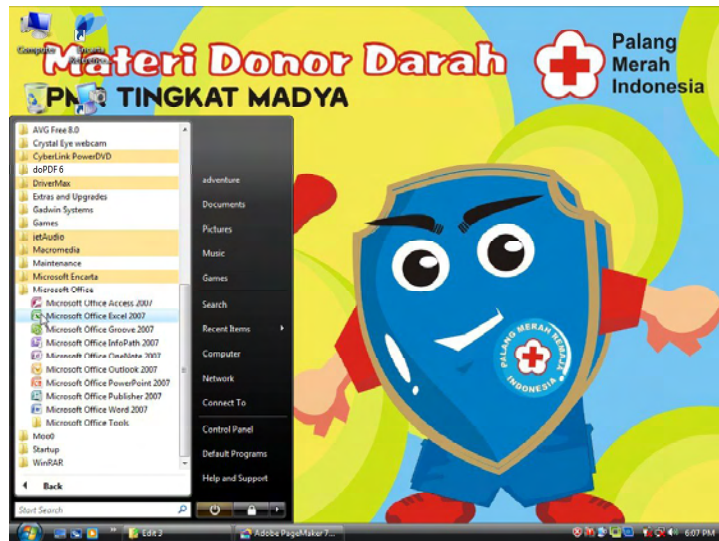 Computer
Encarta
Materi Donor Darah
PMR TINGKAT MADYA
Palang
Merah
Indonesia
AVG Free 8.0
Crystal Eye webcam
CyberLink PowerDVD
doPDF 6
DriverMax
Extras and Upgrades
Gadwin Systems
Games
jetAudio
Macromedia
Maintenance
Microsoft Encarta
Microsoft Office
Microsoft Office Access 2007
Microsoft Office Excel 2007
Microsoft Office Groove 2007
Microsoft Office InfoPath 2007
Microsoft Office OneNote 2007
Microsoft Office Outlook 2007
Microsoft Office PowerPoint 2007
Microsoft Office Publisher 2007
Microsoft Office Word 2007
Microsoft Office Tools
Moo0
Startup
WinRAR
Back
Start Search
adventure
Documents
Pictures
Music
Games
Search
Recent Items
Computer
Network
Connect To
Control Panel
Default Programs
Help and Support
PALANG MERAH REMAJA
INDONESIA
Edit 3
Adobe PageMaker 7...
6:07 PM